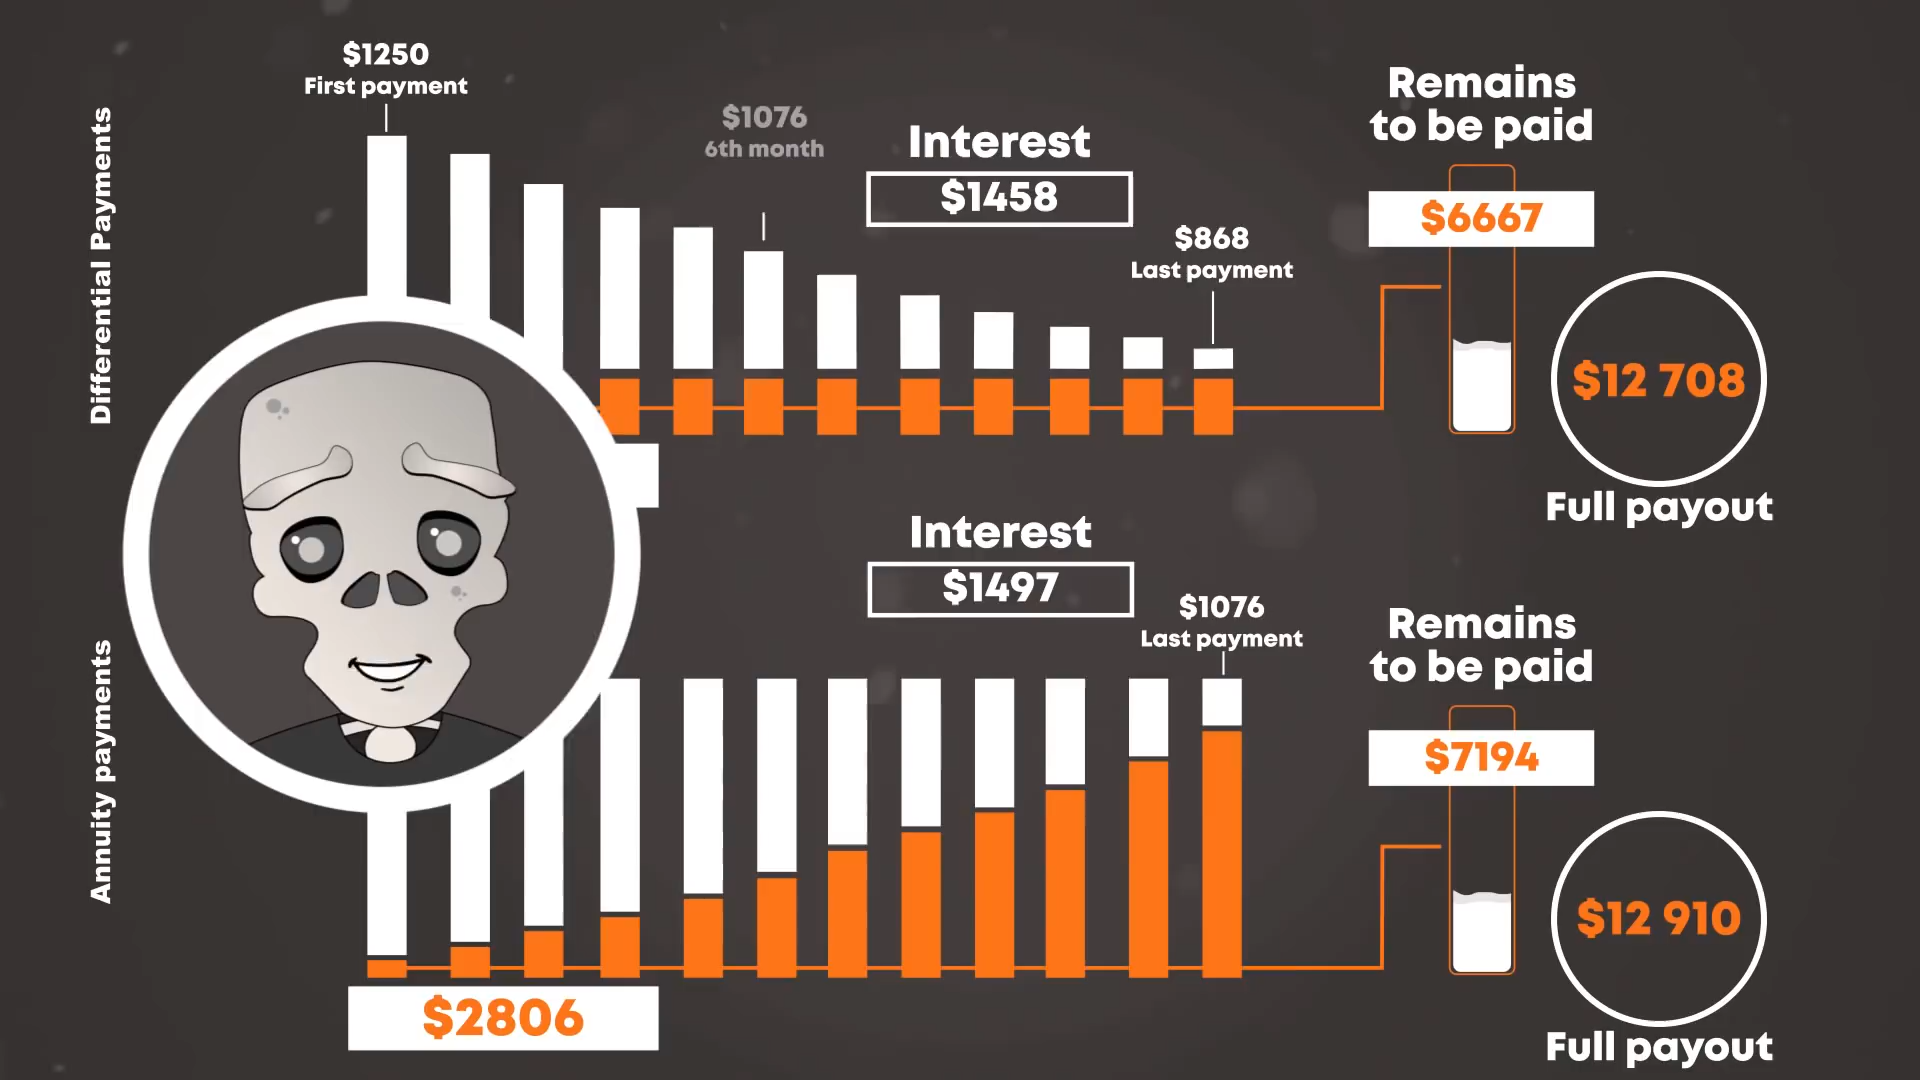 Differential Payments
$1250
First payment
$1076
6th month
Interest
$1458
$868
Last payment
Remains
to be paid
$6667
$12 708
Full payout
Annuity payments
Interest
$1497
$1076
Last payment
Remains
to be paid
$7194
$12 910
Full payout
$2806